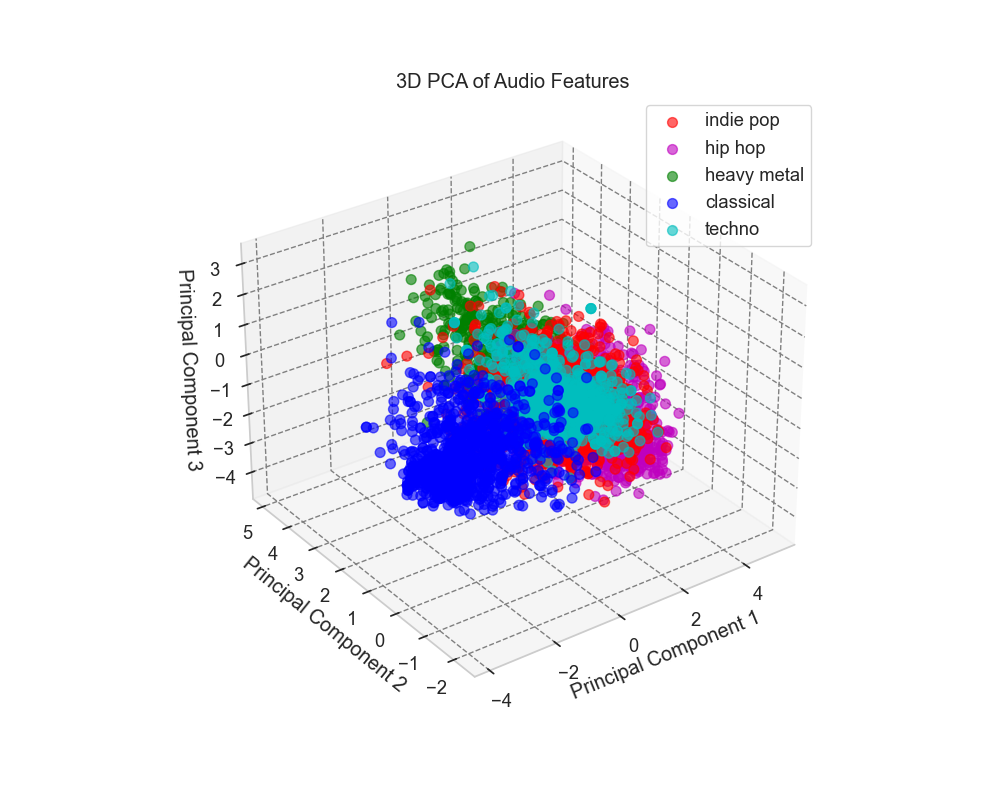 3D PCA of Audio Features
indie pop
hip hop
heavy metal
classical
techno
3
2
1
0
−1
−2
−3
−4
Principal Component 3
5
4
3
2
1
0
−1
−2
Principal Component 2
−4
−2
0
2
4
Principal Component 1